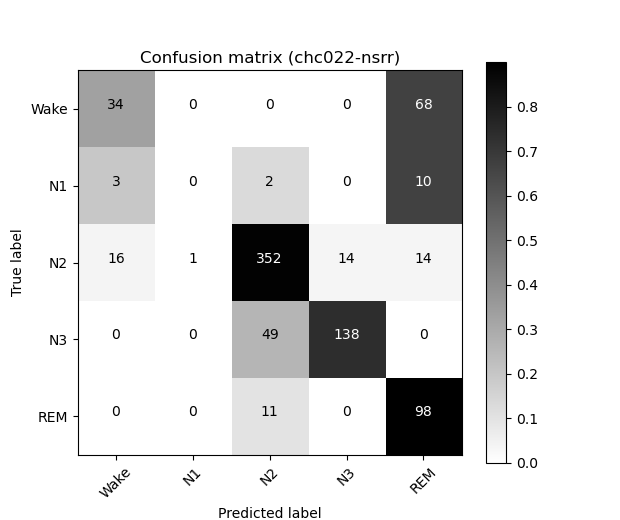 Confusion matrix (chc022-nsrr)
Wake 34 0 0 0 68
N1 3 0 2 0 10
N2 16 1 352 14 14
N3 0 0 49 138 0
REM 0 0 11 0 98
Wake N1 N2 N3 REM
True label
Predicted label
0.8
0.7
0.6
0.5
0.4
0.3
0.2
0.1
0.0